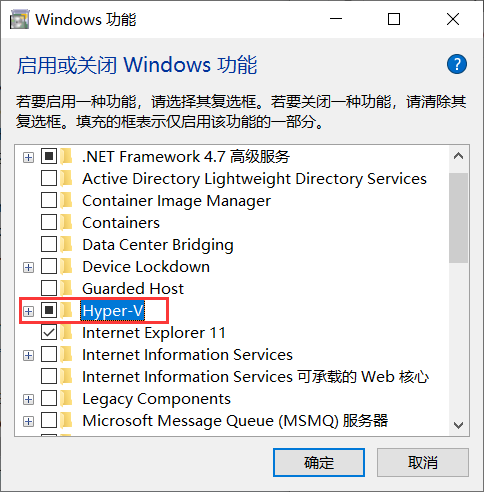 Windows 功能
启用或关闭 Windows 功能
?
若要启用一种功能，请选择其复选框。若要关闭一种功能，请清除其
复选框。填充的框表示仅启用该功能的一部分。
.NET Framework 4.7 高级服务
Active Directory Lightweight Directory Services
Container Image Manager
Containers
Data Center Bridging
Device Lockdown
Guarded Host
Hyper-V
Internet Explorer 11
Internet Information Services
Internet Information Services 可承载的 Web 核心
Legacy Components
Microsoft Message Queue (MSMQ) 服务器
确定
取消